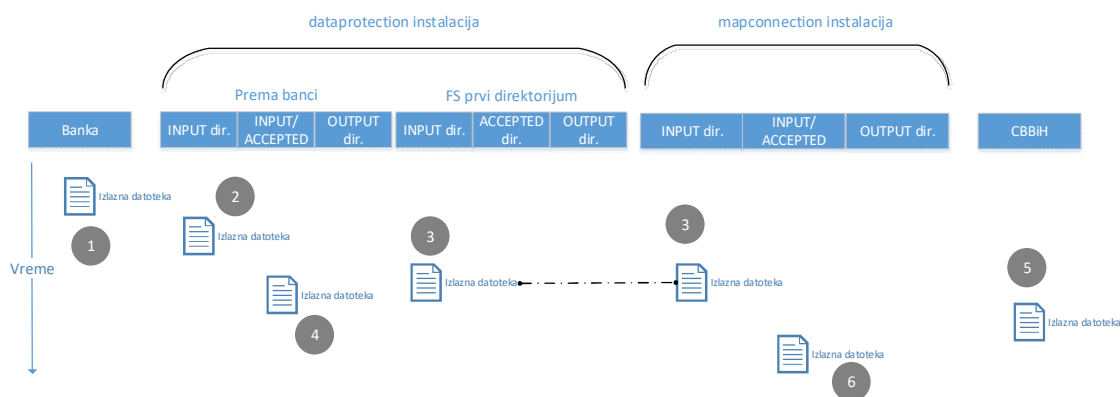 dataprotection instalacija
mapconnection instalacija
Prema banci
FS prvi direktorijum
Banka
INPUT dir.
INPUT/
ACCEPTED
OUTPUT
dir.
INPUT dir.
ACCEPTED
dir.
OUTPUT
dir.
INPUT dir.
INPUT/
ACCEPTED
OUTPUT dir.
CBBiH
Izlazna datoteka
1
2
Izlazna datoteka
Vreme
Izlazna datoteka
4
3
Izlazna datoteka
3
Izlazna datoteka
5
Izlazna datoteka
Izlazna datoteka
6